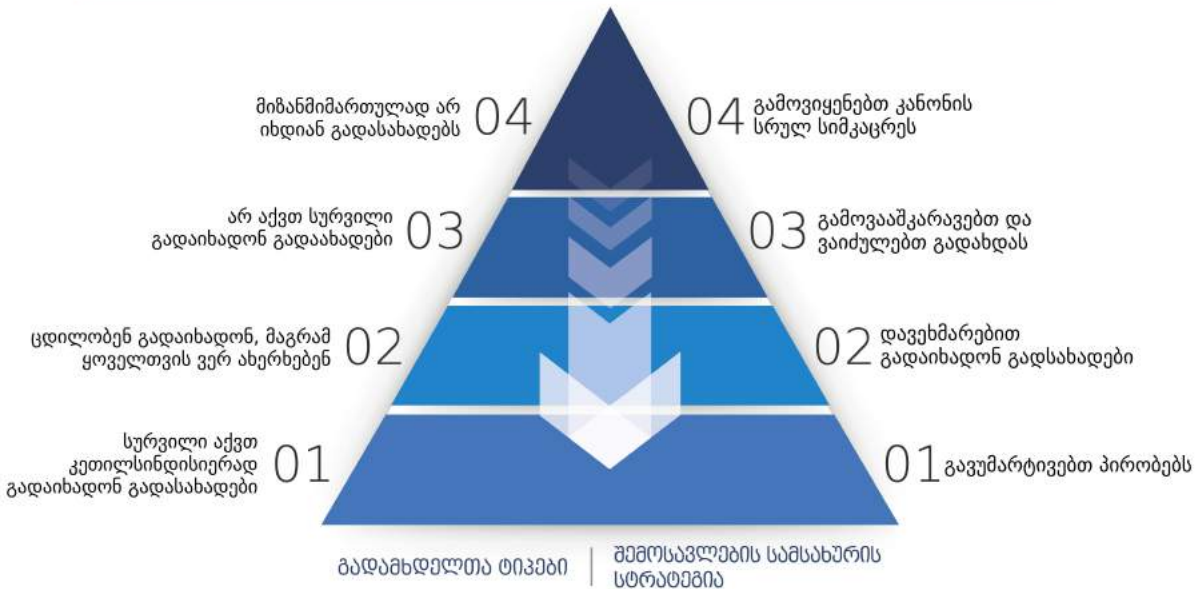 მიზანმიმართულად არ
იხდიან გადასახადებს
04
04
გამოვიყენებთ კანონის
სრულ სიმკაცრეს
არ აქვთ სურვილი
გადაიხადონ გადაახადები
03
03
გამოვააშკარავებთ და
ვაიძულებთ გადახდას
ცდილობენ გადაიხადონ, მაგრამ
ყოველთვის ვერ ახერხებენ
02
02
დავეხმარებით
გადაიხადონ გადსახადები
სურვილი აქვთ
კეთილსინდისიერად
გადაიხადონ გადასახადები
01
01
გავუმარტივებთ პირობებს
გადამხდელთა ტიპები
შემოსავლების სამსახურის
სტრატეგია